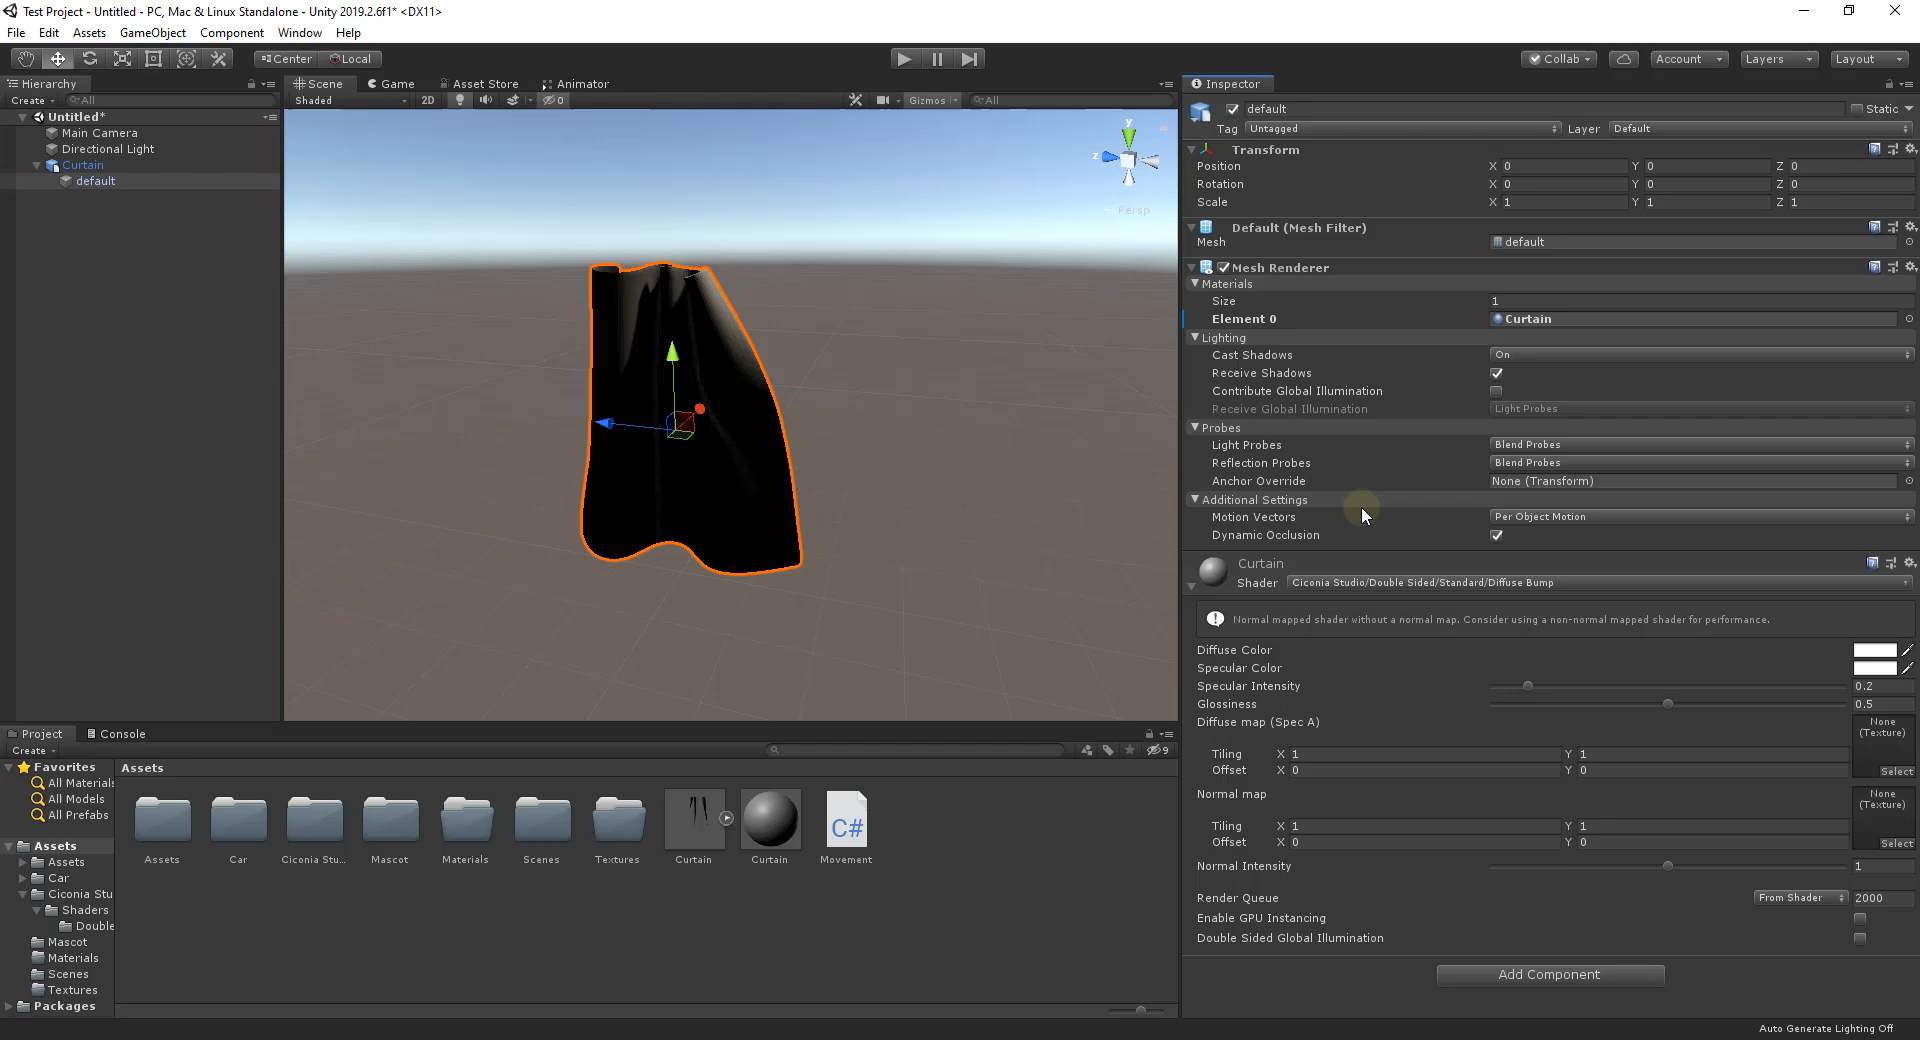 Test Project - Untitled - PC, Mac & Linux Standalone - Unity 2019.2.6f1* <DX11>
File Edit Assets GameObject Component Window Help
Center Local Collab Account Layers Layout
Hierarchy Scene Game Asset Store Animator Inspector
Create All Shaded 2D 0 Gizmos All
default Static
Tag Untagged Layer Default
Untitled*
Main Camera
Directional Light
Curtain
default
y
z
Persp
Transform
Position X 0 Y 0 Z 0
Rotation X 0 Y 0 Z 0
Scale X 1 Y 1 Z 1
Default (Mesh Filter)
Mesh default
Mesh Renderer
Materials
Size 1
Element 0 Curtain
Lighting
Cast Shadows On
Receive Shadows
Contribute Global Illumination
Receive Global Illumination Light Probes
Probes
Light Probes Blend Probes
Reflection Probes Blend Probes
Anchor Override None (Transform)
Additional Settings
Motion Vectors Per Object Motion
Dynamic Occlusion
Curtain
Shader Ciconia Studio/Double Sided/Standard/Diffuse Bump
Normal mapped shader without a normal map. Consider using a non-normal mapped shader for performance.
Diffuse Color
Specular Color
Specular Intensity 0.2
Glossiness 0.5
Diffuse map (Spec A) None (Texture)
Tiling X 1 Y 1
Offset X 0 Y 0 Select
Normal map None (Texture)
Tiling X 1 Y 1
Offset X 0 Y 0 Select
Normal Intensity 1
Render Queue From Shader 2000
Enable GPU Instancing
Double Sided Global Illumination
Add Component
Project Console
Create 9
Favorites
All Materials
All Models
All Prefabs
Assets
Assets
Car
Ciconia Stu
Shaders
Double
Mascot
Materials
Scenes
Textures
Packages
Assets
Assets Car Ciconia Stu... Mascot Materials Scenes Textures Curtain Curtain Movement
C#
Auto Generate Lighting Off